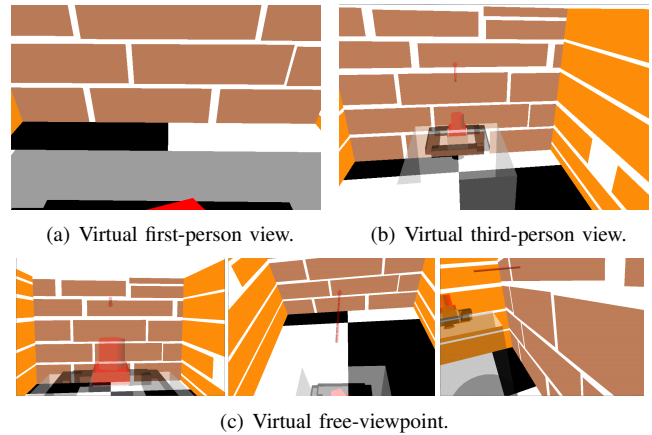 (a) Virtual first-person view.
(b) Virtual third-person view.
(c) Virtual free-viewpoint.